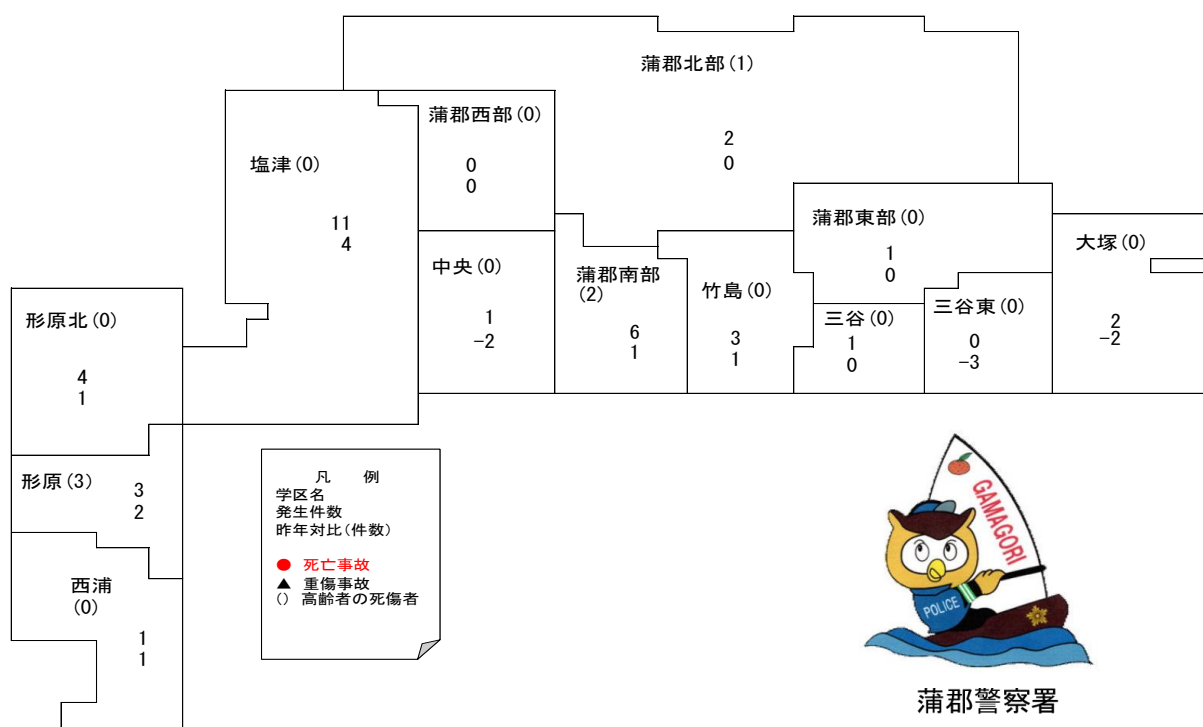 蒲郡北部(1)
2
0
蒲郡西部(0)
0
0
塩津(0)
11
4
蒲郡東部(0)
1
0
大塚(0)
2
-2
中央(0)
1
-2
蒲郡南部
(2)
6
1
竹島(0)
3
1
三谷(0)
1
0
三谷東(0)
0
-3
形原北(0)
4
1
形原(3)
3
2
西浦
(0)
1
1
凡 例
学区名
発生件数
昨年対比(件数)
● 死亡事故
▲ 重傷事故
() 高齢者の死傷者
GAMAGORI
POLICE
蒲郡警察署